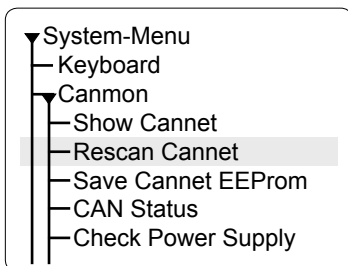 System-Menu
Keyboard
Canmon
Show Cannet
Rescan Cannet
Save Cannet EEProm
CAN Status
Check Power Supply